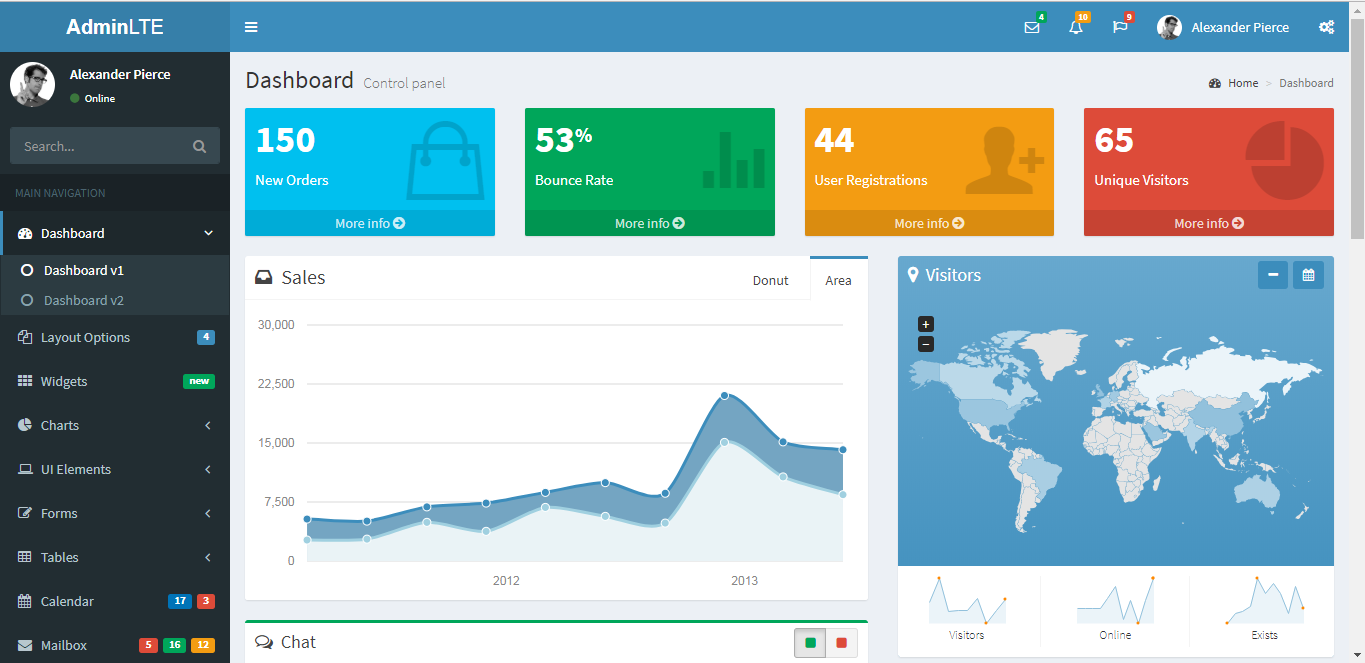 AdminLTE
4
10
9
Alexander Pierce
Alexander Pierce
Online
Search...
MAIN NAVIGATION
Dashboard
Dashboard v1
Dashboard v2
Layout Options 4
Widgets new
Charts
UI Elements
Forms
Tables
Calendar 17 3
Mailbox 5 16 12
Dashboard Control panel
Home > Dashboard
150
New Orders
More info
53%
Bounce Rate
More info
44
User Registrations
More info
65
Unique Visitors
More info
Sales
Donut Area
30,000
22,500
15,000
7,500
0
2012 2013
Visitors
+
−
Visitors Online Exists
Chat